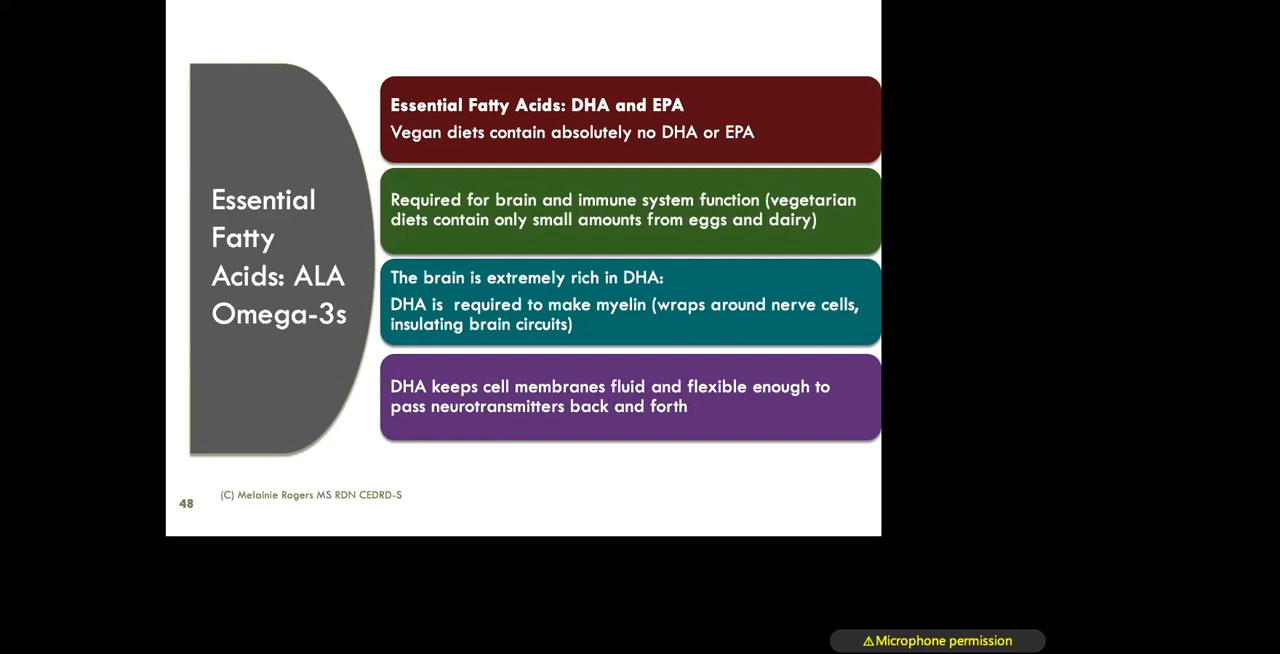 Essential
Fatty
Acids: ALA
Omega-3s
Essential Fatty Acids: DHA and EPA
Vegan diets contain absolutely no DHA or EPA
Required for brain and immune system function (vegetarian
diets contain only small amounts from eggs and dairy)
The brain is extremely rich in DHA:
DHA is  required to make myelin (wraps around nerve cells,
insulating brain circuits)
DHA keeps cell membranes fluid and flexible enough to
pass neurotransmitters back and forth
48
(C) Melainie Rogers MS RDN CEDRD-S
⚠Microphone permission